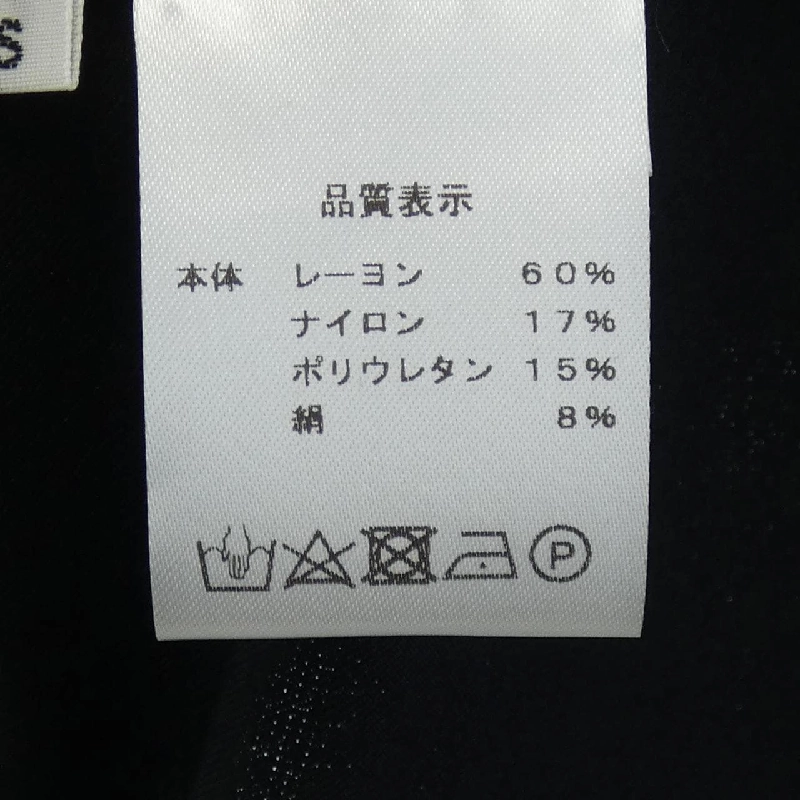 S
品質表示
本体 レーヨン 60%
ナイロン 17%
ポリウレタン 15%
絹 8%
P